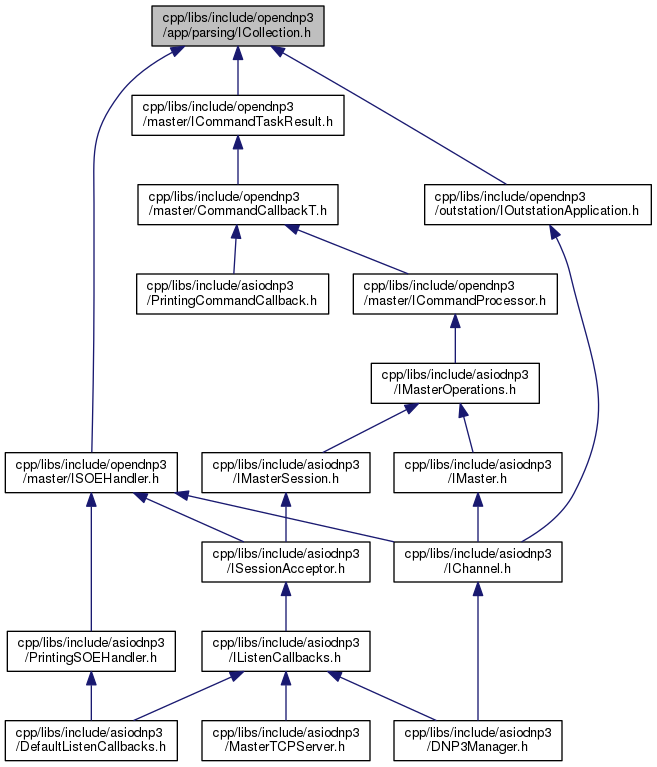 cpp/libs/include/opendnp3
/app/parsing/ICollection.h
cpp/libs/include/opendnp3
/master/ICommandTaskResult.h
cpp/libs/include/opendnp3
/master/CommandCallbackT.h
cpp/libs/include/opendnp3
/outstation/IOutstationApplication.h
cpp/libs/include/asiodnp3
/PrintingCommandCallback.h
cpp/libs/include/opendnp3
/master/ICommandProcessor.h
cpp/libs/include/asiodnp3
/IMasterOperations.h
cpp/libs/include/opendnp3
/master/ISOEHandler.h
cpp/libs/include/asiodnp3
/IMasterSession.h
cpp/libs/include/asiodnp3
/IMaster.h
cpp/libs/include/asiodnp3
/ISessionAcceptor.h
cpp/libs/include/asiodnp3
/IChannel.h
cpp/libs/include/asiodnp3
/PrintingSOEHandler.h
cpp/libs/include/asiodnp3
/IListenCallbacks.h
cpp/libs/include/asiodnp3
/DefaultListenCallbacks.h
cpp/libs/include/asiodnp3
/MasterTCPServer.h
cpp/libs/include/asiodnp3
/DNP3Manager.h